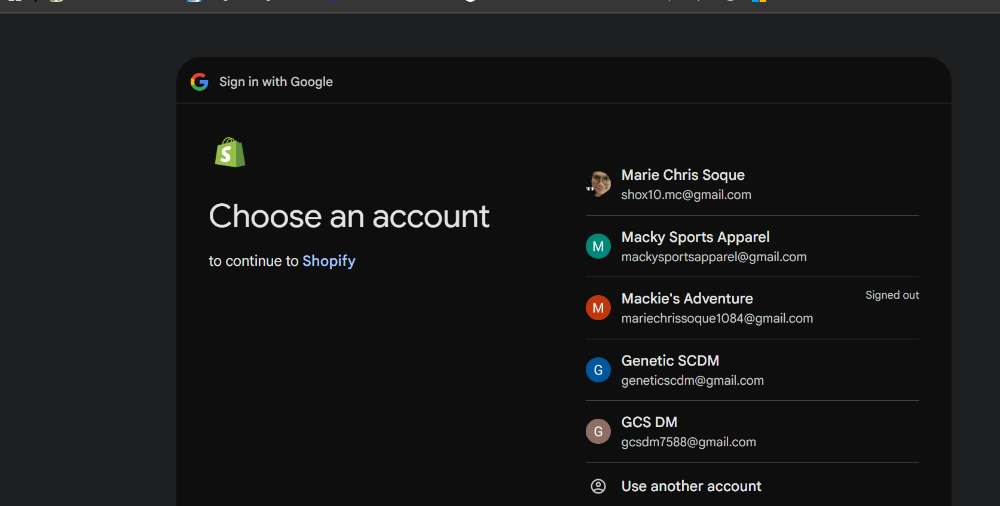 Sign in with Google
Choose an account
to continue to Shopify
Marie Chris Soque
shox10.mc@gmail.com
Macky Sports Apparel
mackysportsapparel@gmail.com
Mackie's Adventure
Signed out
mariechrissoque1084@gmail.com
Genetic SCDM
geneticscdm@gmail.com
GCS DM
gcsdm7588@gmail.com
Use another account